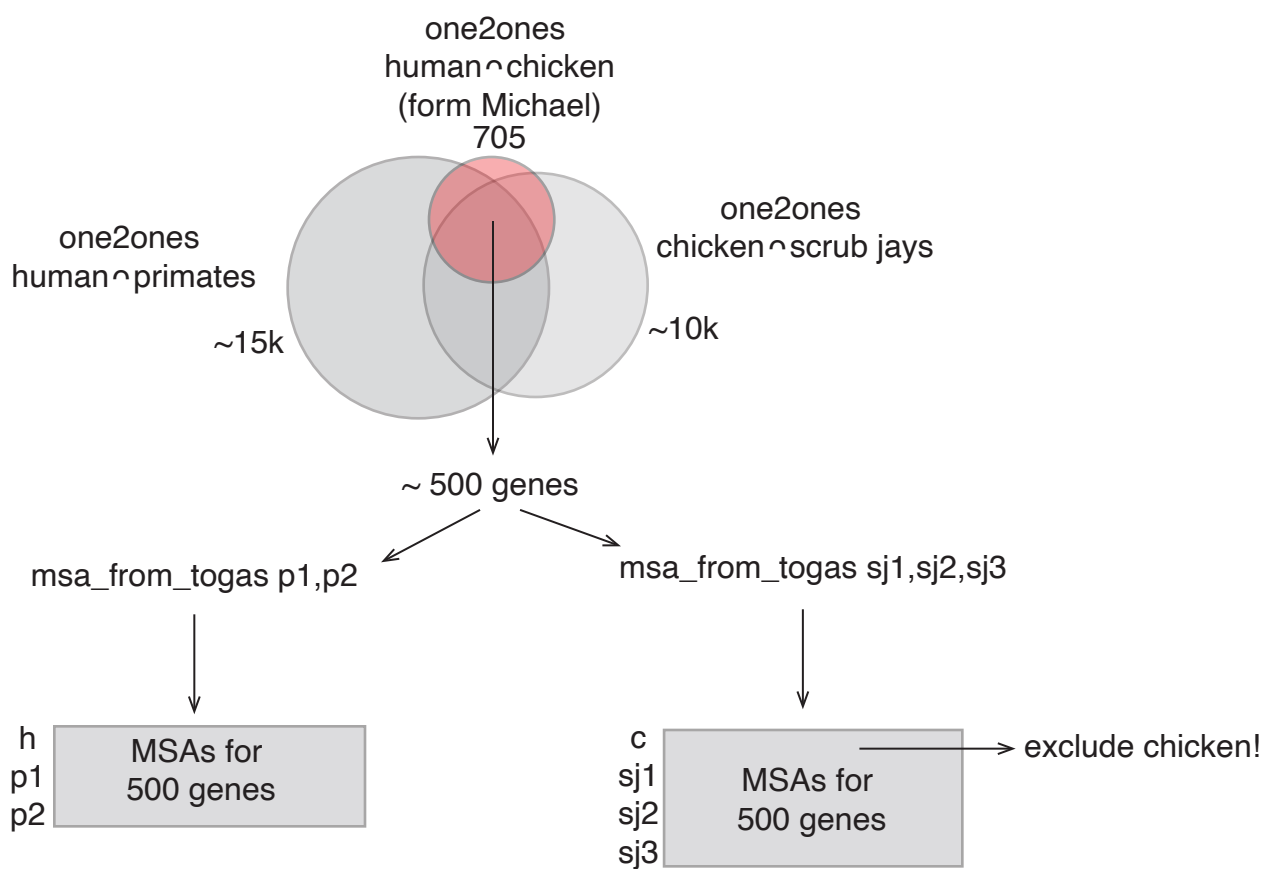 one2ones
human∩chicken
(form Michael)
705
one2ones
human∩primates
~15k
one2ones
chicken∩scrub jays
~10k
~ 500 genes
msa_from_togas p1,p2
msa_from_togas sj1,sj2,sj3
h
p1
p2
MSAs for
500 genes
c
sj1
sj2
sj3
MSAs for
500 genes
exclude chicken!